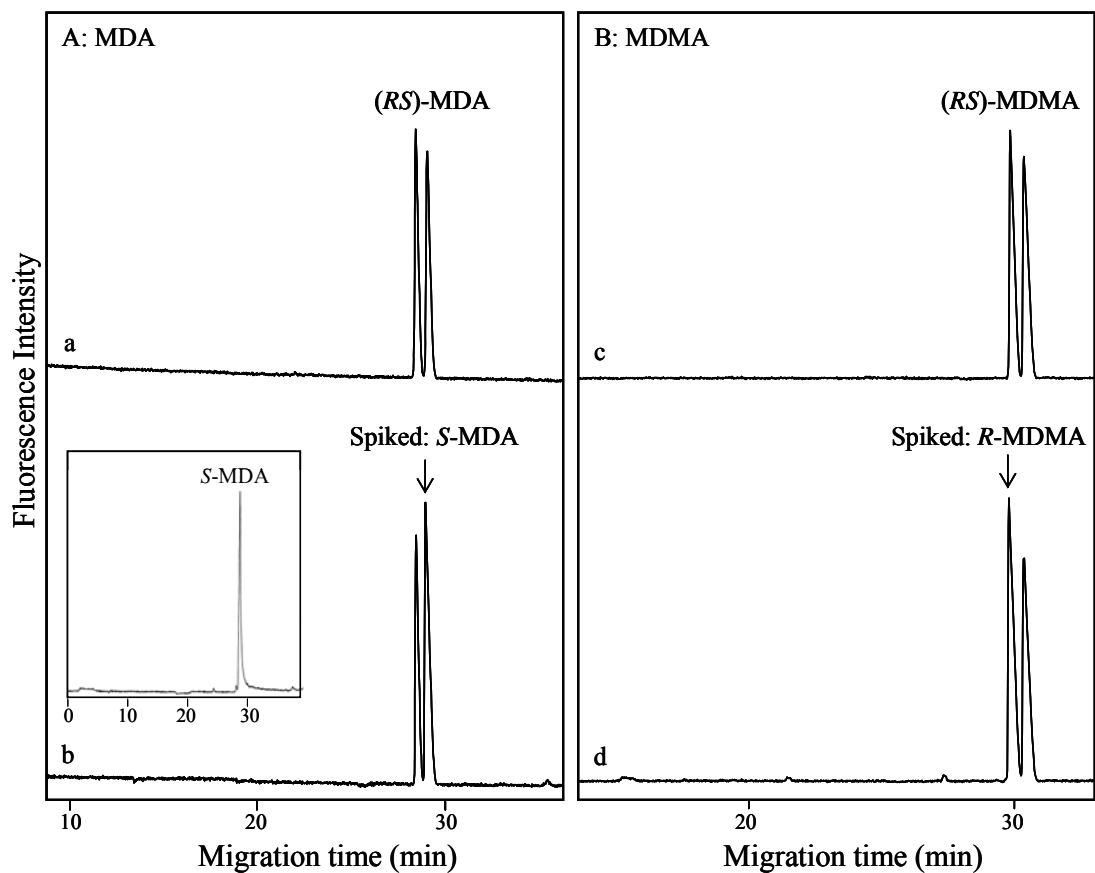 A: MDA
(RS)-MDA
a
Spiked: S-MDA
S-MDA
0 10 20 30
b
10 20 30
Migration time (min)
Fluorescence Intensity
B: MDMA
(RS)-MDMA
c
Spiked: R-MDMA
d
20 30
Migration time (min)